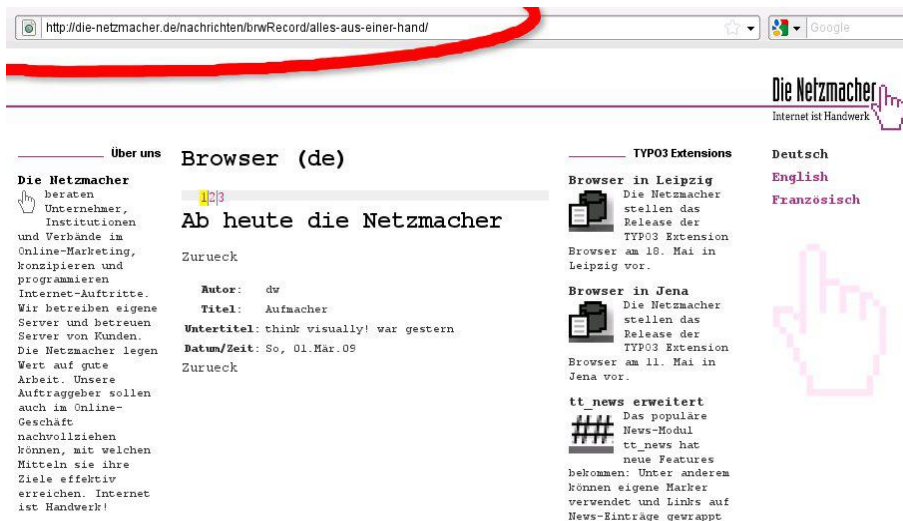 http://die-netzmacher.de/nachrichten/brwRecord/alles-aus-einer-hand/
Google
Die Netzmacher
Internet ist Handwerk
Über uns
Die Netzmacher
beraten
Unternehmer,
Institutionen
und Verbände im
Online-Marketing,
konzipieren und
programmieren
Internet-Auftritte.
Wir betreiben eigene
Server und betreuen
Server von Kunden.
Die Netzmacher legen
Wert auf gute
Arbeit. Unsere
Auftraggeber sollen
auch im Online-
Geschäft
nachvollziehen
können, mit welchen
Mitteln sie ihre
Ziele effektiv
erreichen. Internet
ist Handwerk!
Browser (de)
1|2|3
Ab heute die Netzmacher
Zurueck
Autor: dw
Titel: Aufmacher
Untertitel: think visually! war gestern
Datum/Zeit: So, 01.Mär.09
Zurueck
TYPO3 Extensions
Browser in Leipzig
Die Netzmacher
stellen das
Release der
TYPO3 Extension
Browser am 18. Mai in
Leipzig vor.
Browser in Jena
Die Netzmacher
stellen das
Release der
TYPO3 Extension
Browser am 11. Mai in
Jena vor.
tt_news erweitert
Das populäre
News-Modul
tt_news hat
neue Features
bekommen: Unter anderem
können eigene Marker
verwendet und Links auf
News-Einträge gewrappt
Deutsch
English
Französisch